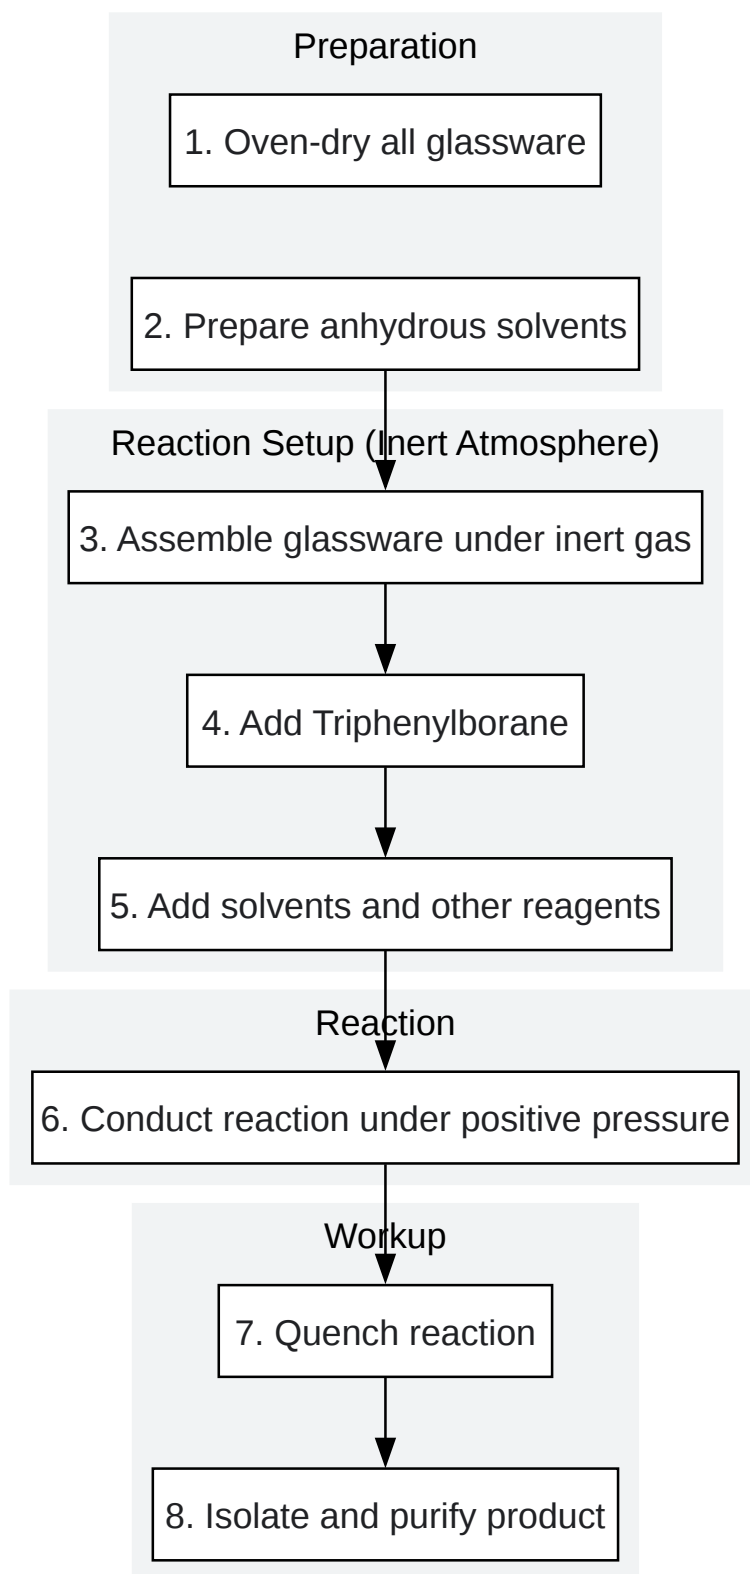 Preparation
1. Oven-dry all glassware
2. Prepare anhydrous solvents
Reaction Setup (Inert Atmosphere)
3. Assemble glassware under inert gas
4. Add Triphenylborane
5. Add solvents and other reagents
Reaction
6. Conduct reaction under positive pressure
Workup
7. Quench reaction
8. Isolate and purify product